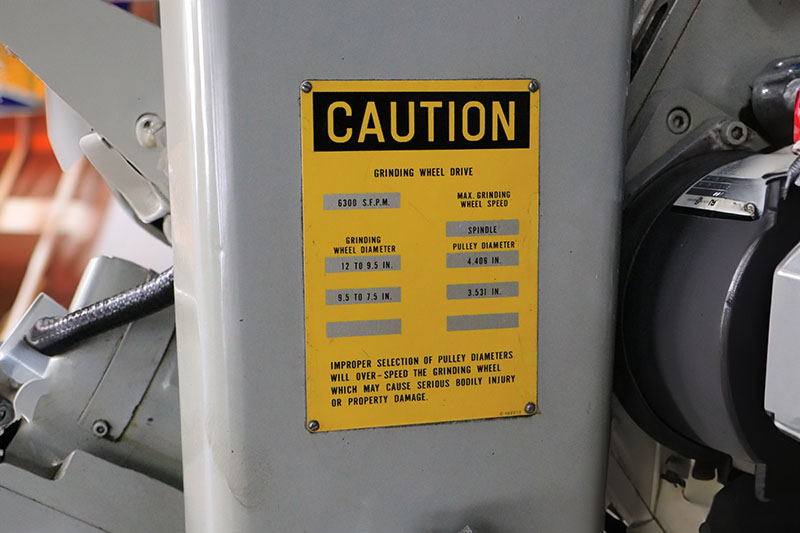 CAUTION
GRINDING WHEEL DRIVE
6300 S.F.P.M.
MAX. GRINDING
WHEEL SPEED
SPINDLE
PULLEY DIAMETER
GRINDING
WHEEL DIAMETER
12 TO 9.5 IN.
4.406 IN.
9.5 TO 7.5 IN.
3.531 IN.
IMPROPER SELECTION OF PULLEY DIAMETERS
WILL OVER-SPEED THE GRINDING WHEEL
WHICH MAY CAUSE SERIOUS BODILY INJURY
OR PROPERTY DAMAGE.